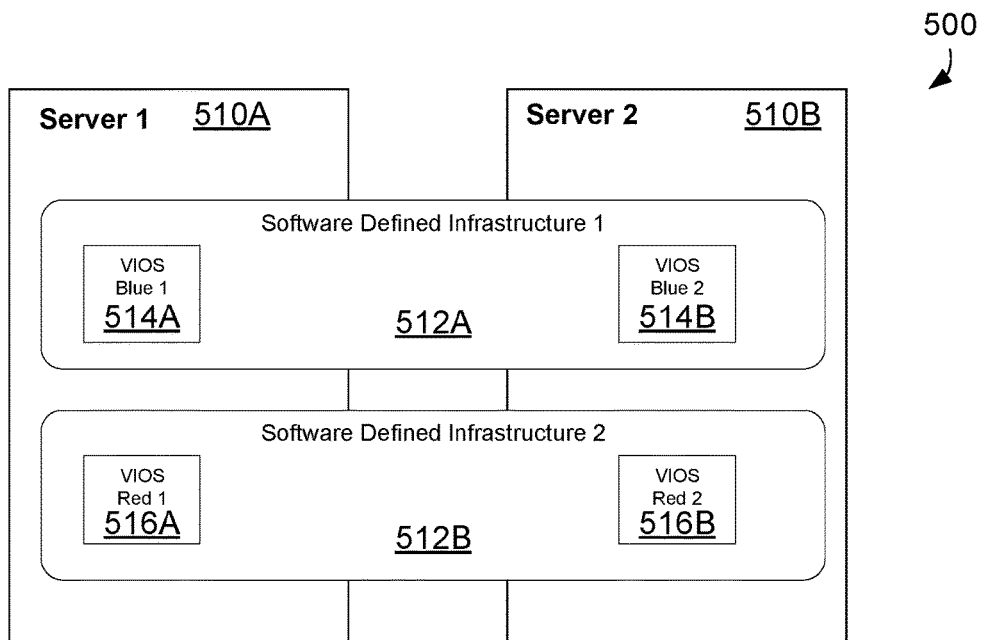 500
Server 1 510A
Server 2 510B
Software Defined Infrastructure 1
VIOS
Blue 1
514A
512A
VIOS
Blue 2
514B
Software Defined Infrastructure 2
VIOS
Red 1
516A
512B
VIOS
Red 2
516B